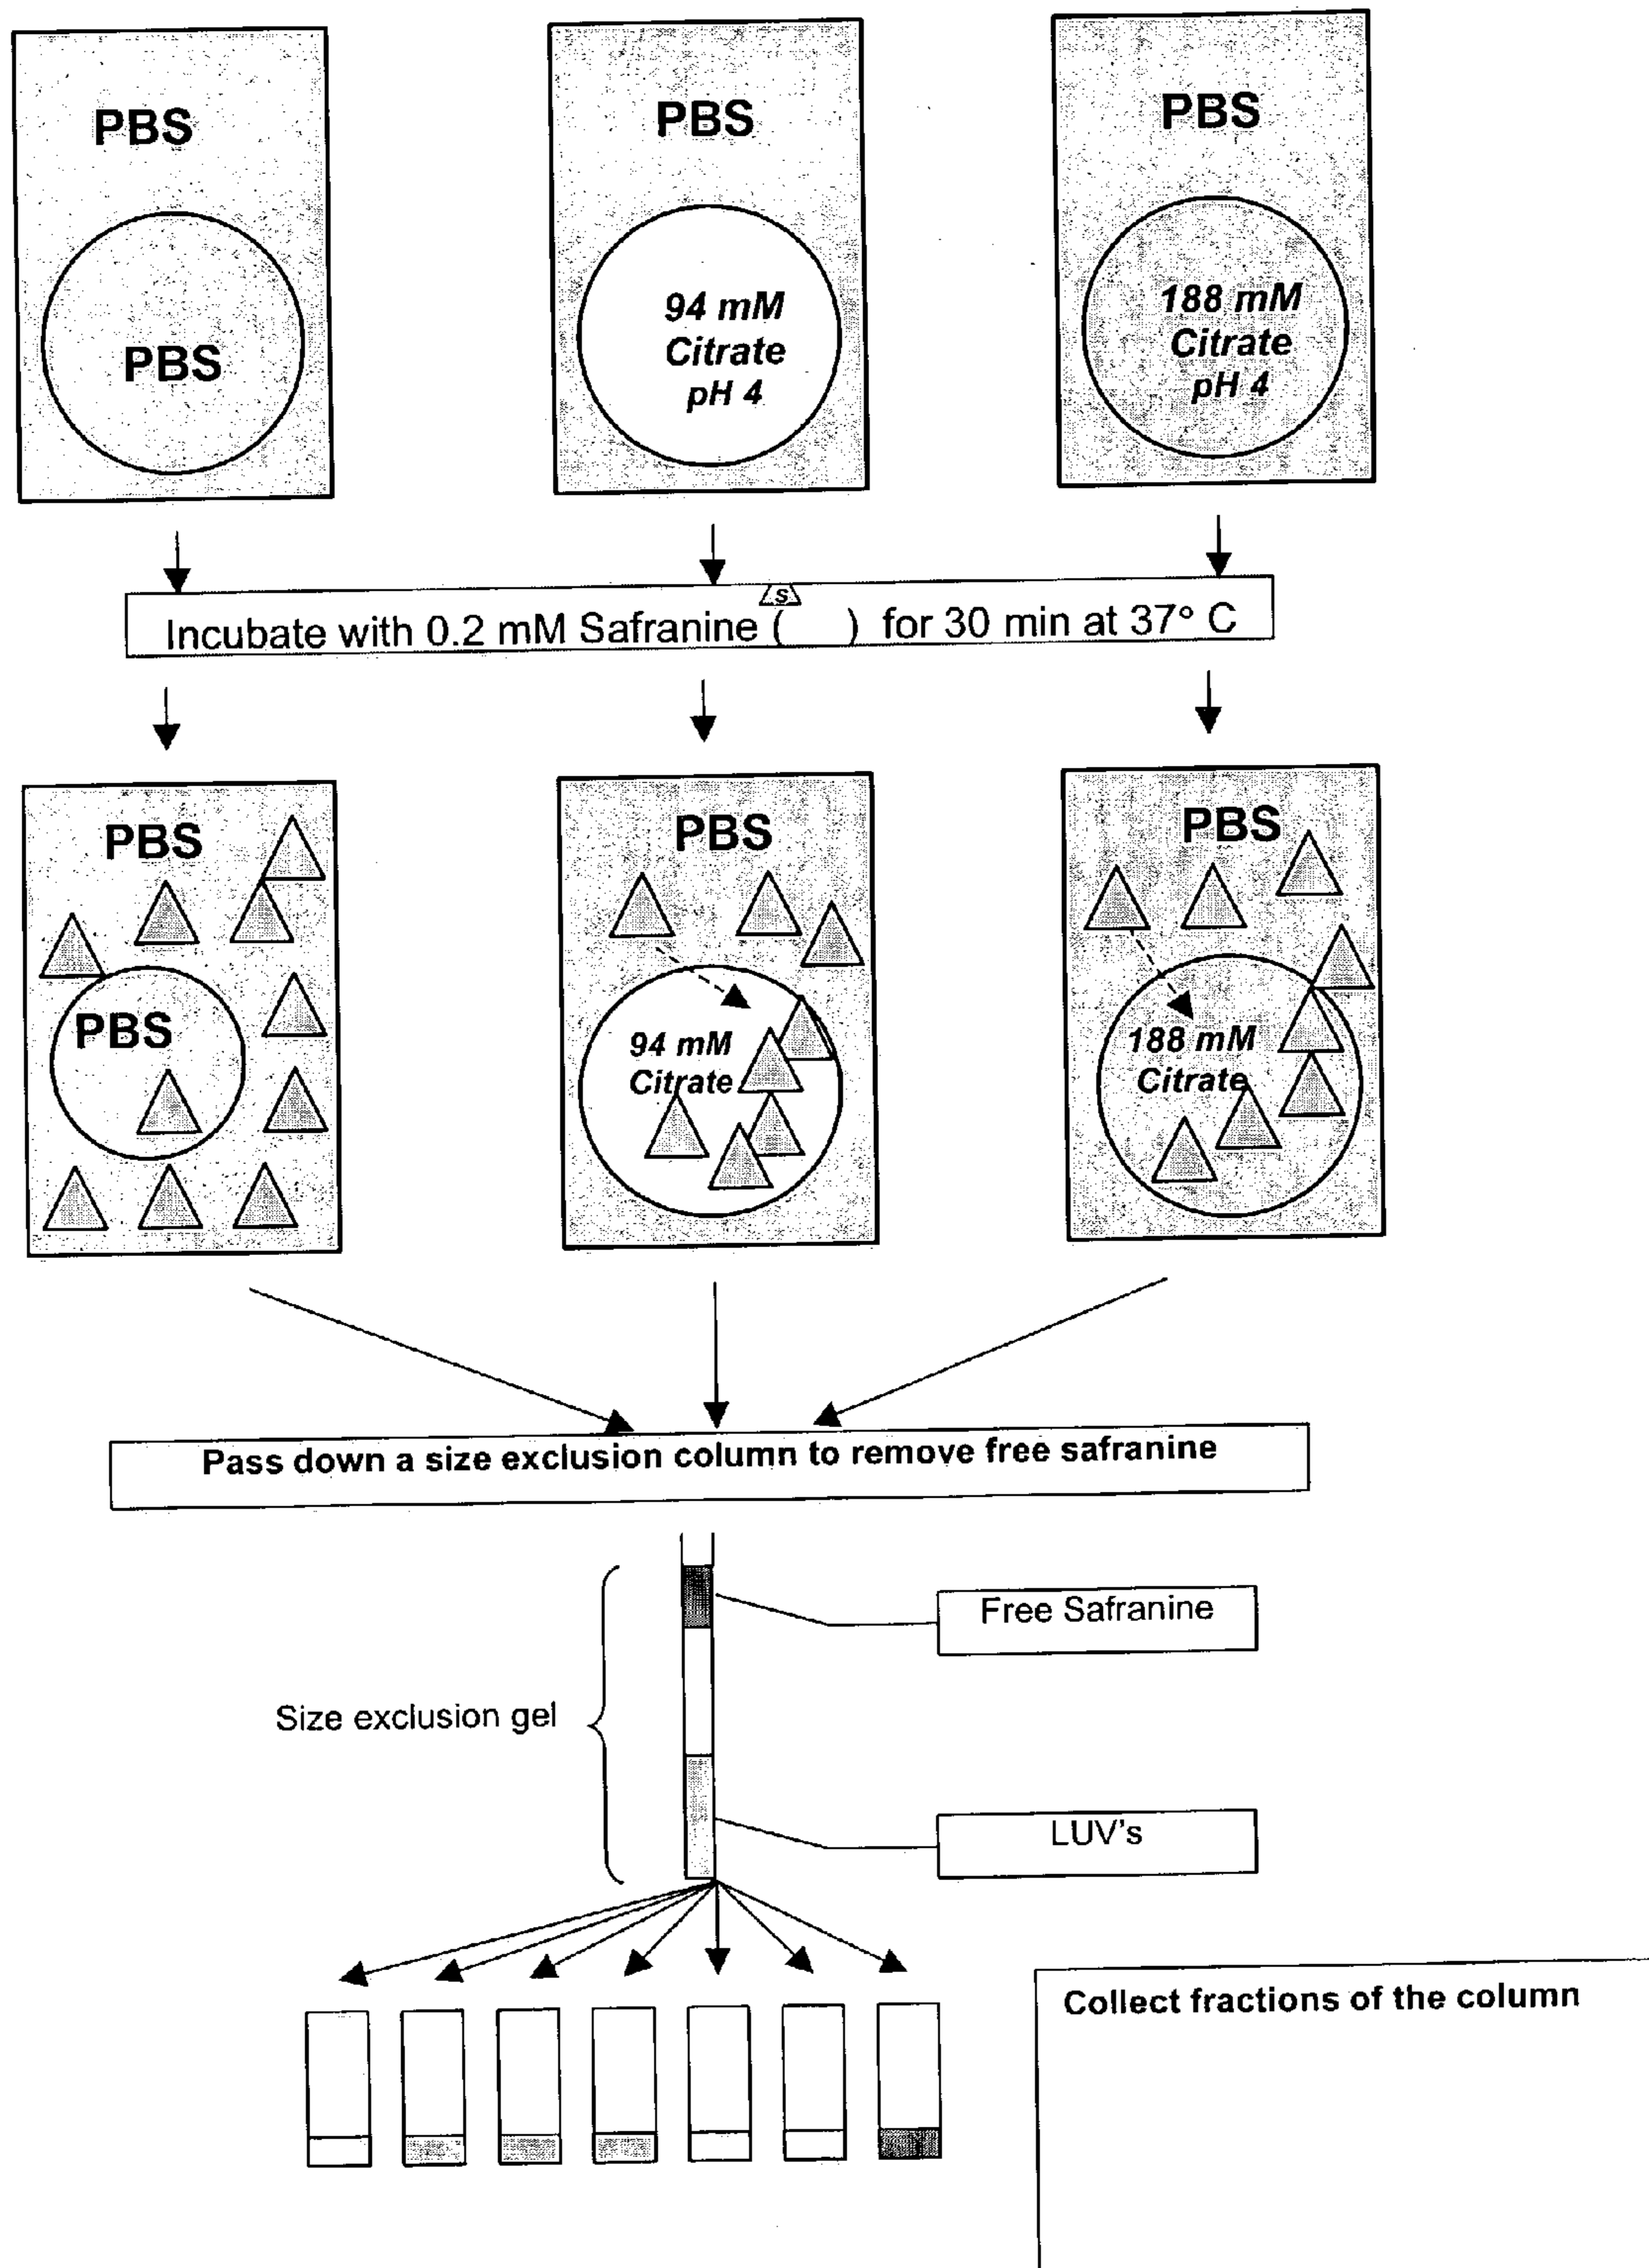 PBS
PBS
PBS
PBS
94 mM
Citrate
pH 4
188 mM
Citrate
pH 4
s
Incubate with 0.2 mM Safranine ( ) for 30 min at 37° C
PBS
PBS
PBS
PBS
94 mM
Citrate
188 mM
Citrate
Pass down a size exclusion column to remove free safranine
Free Safranine
Size exclusion gel
LUV's
Collect fractions of the column